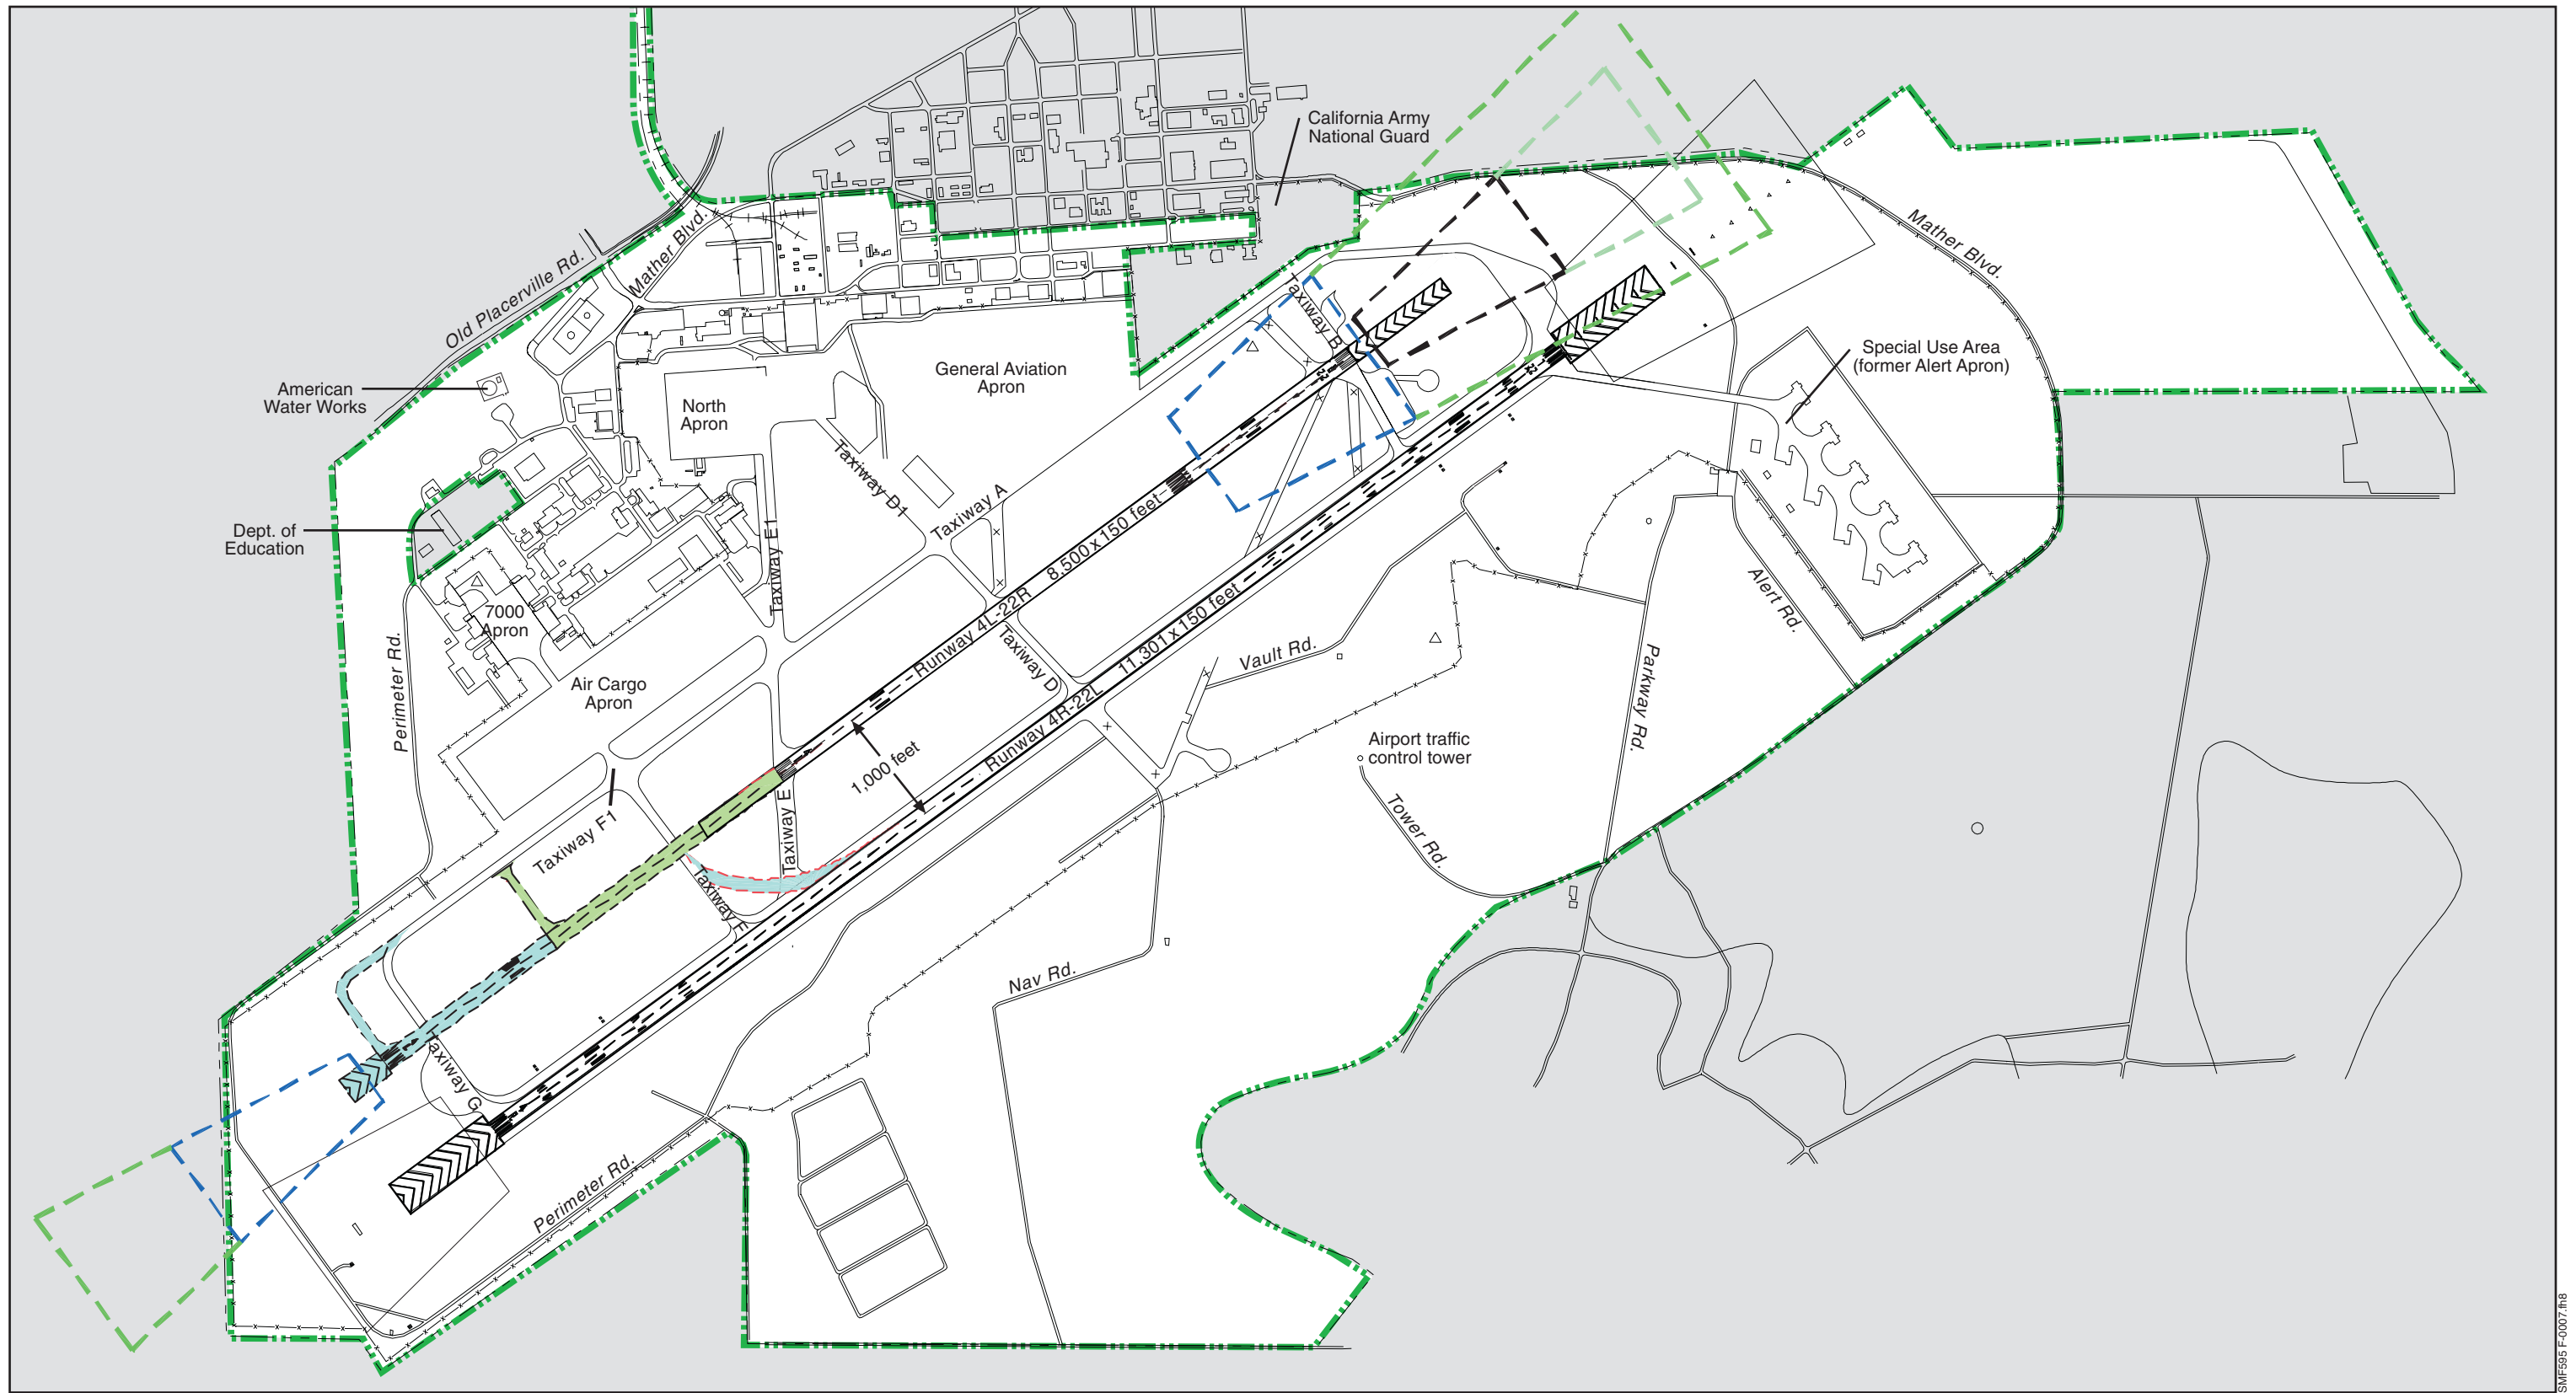 California Army
National Guard
Mather Blvd.
Old Placerville Rd.
Mather Blvd.
Taxiway B
Special Use Area
(former Alert Apron)
American
Water Works
General Aviation
Apron
North
Apron
Taxiway D1
Taxiway A
Dept. of
Education
Taxiway E1
7000
Apron
Runway 4L-22R
8,500 x 150 feet
Alert Rd.
Perimeter Rd.
Taxiway D
Runway 4R-22L
11,301 x 150 feet
Vault Rd.
Parkway Rd.
Air Cargo
Apron
Airport traffic
control tower
1,000 feet
Taxiway E
Taxiway F1
Tower Rd.
Taxiway F
Nav Rd.
Taxiway G
Perimeter Rd.
SMF595 F-0007.fh8